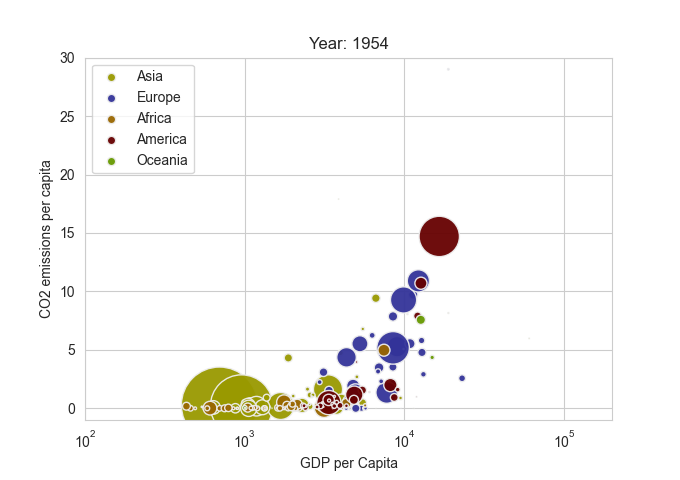 Year: 1954
CO2 emissions per capita
30
25
20
15
10
5
0
Asia
Europe
Africa
America
Oceania
10^2
10^3
10^4
10^5
GDP per Capita